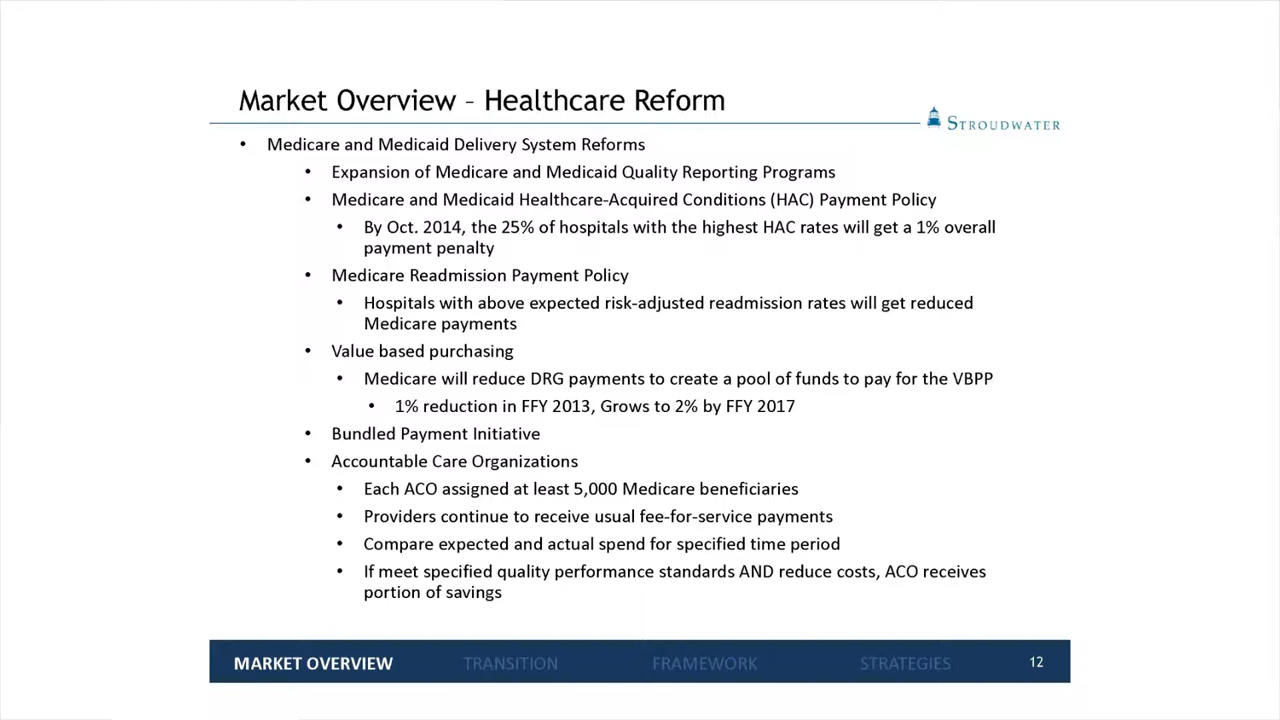 Market Overview – Healthcare Reform
STROUDWATER
• Medicare and Medicaid Delivery System Reforms
• Expansion of Medicare and Medicaid Quality Reporting Programs
• Medicare and Medicaid Healthcare-Acquired Conditions (HAC) Payment Policy
• By Oct. 2014, the 25% of hospitals with the highest HAC rates will get a 1% overall
payment penalty
• Medicare Readmission Payment Policy
• Hospitals with above expected risk-adjusted readmission rates will get reduced
Medicare payments
• Value based purchasing
• Medicare will reduce DRG payments to create a pool of funds to pay for the VBPP
• 1% reduction in FFY 2013, Grows to 2% by FFY 2017
• Bundled Payment Initiative
• Accountable Care Organizations
• Each ACO assigned at least 5,000 Medicare beneficiaries
• Providers continue to receive usual fee-for-service payments
• Compare expected and actual spend for specified time period
• If meet specified quality performance standards AND reduce costs, ACO receives
portion of savings
MARKET OVERVIEW TRANSITION FRAMEWORK STRATEGIES 12